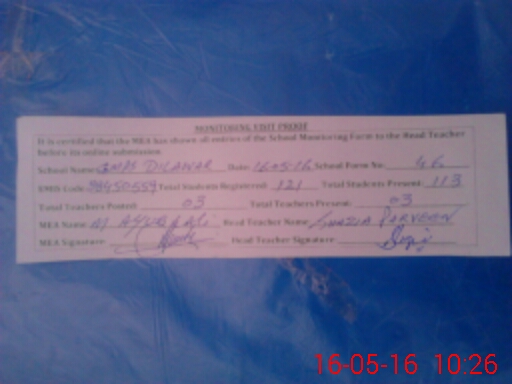 MONITORING VISIT PROOF
It is certified that the MEA has shown all entries of the School Monitoring Form to the Head Teacher
before its online submission.
School Name: GMPS DILAWAR Date: 16-05-16 School Form No. 46
EMIS Code: Total Students Registered: 121 Total Students Present: 113
Total Teachers Posted: 03 Total Teachers Present: 03
MEA Name: M AYUB ALI Head Teacher Name: SHAZIA PARVEEN
MEA Signature: Head Teacher Signature:
16-05-16 10:26